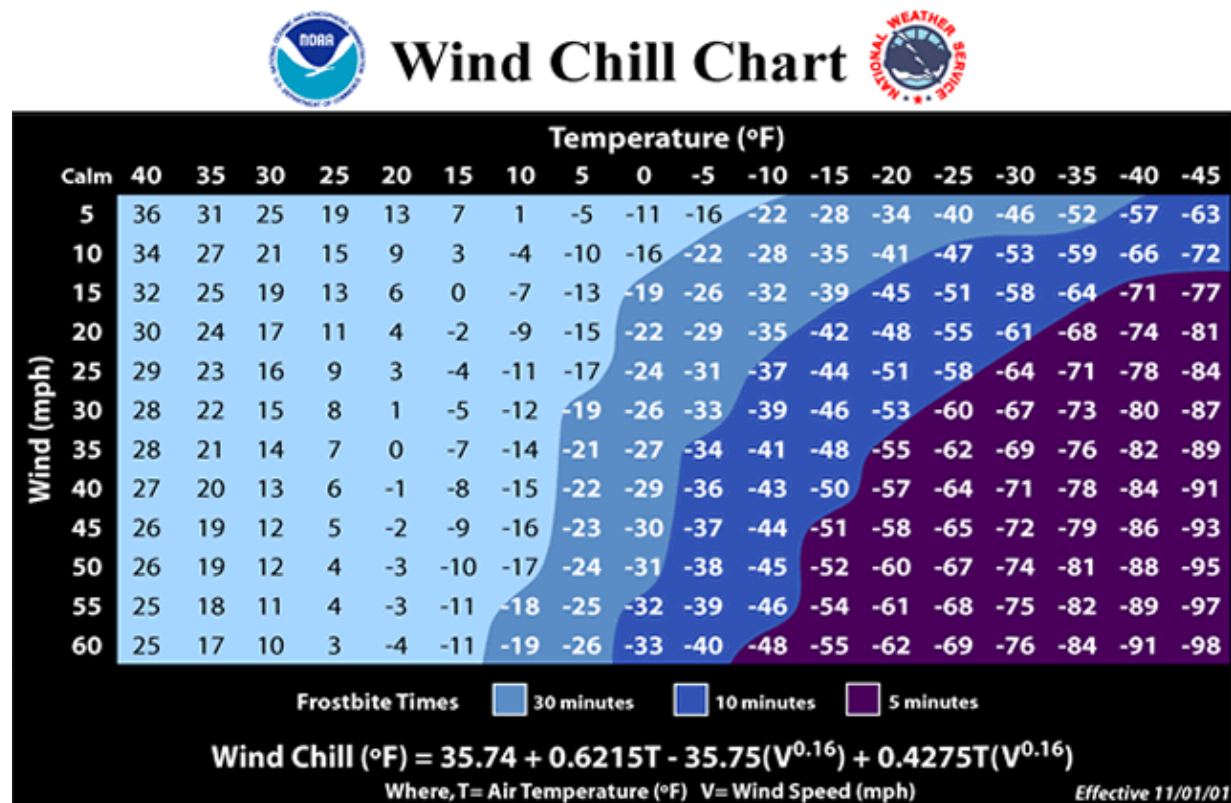 NOAA
Wind Chill Chart
NATIONAL WEATHER SERVICE
Temperature (ºF)
Calm 40 35 30 25 20 15 10 5 0 -5 -10 -15 -20 -25 -30 -35 -40 -45
Wind (mph)
5 36 31 25 19 13 7 1 -5 -11 -16 -22 -28 -34 -40 -46 -52 -57 -63
10 34 27 21 15 9 3 -4 -10 -16 -22 -28 -35 -41 -47 -53 -59 -66 -72
15 32 25 19 13 6 0 -7 -13 -19 -26 -32 -39 -45 -51 -58 -64 -71 -77
20 30 24 17 11 4 -2 -9 -15 -22 -29 -35 -42 -48 -55 -61 -68 -74 -81
25 29 23 16 9 3 -4 -11 -17 -24 -31 -37 -44 -51 -58 -64 -71 -78 -84
30 28 22 15 8 1 -5 -12 -19 -26 -33 -39 -46 -53 -60 -67 -73 -80 -87
35 28 21 14 7 0 -7 -14 -21 -27 -34 -41 -48 -55 -62 -69 -76 -82 -89
40 27 20 13 6 -1 -8 -15 -22 -29 -36 -43 -50 -57 -64 -71 -78 -84 -91
45 26 19 12 5 -2 -9 -16 -23 -30 -37 -44 -51 -58 -65 -72 -79 -86 -93
50 26 19 12 4 -3 -10 -17 -24 -31 -38 -45 -52 -60 -67 -74 -81 -88 -95
55 25 18 11 4 -3 -11 -18 -25 -32 -39 -46 -54 -61 -68 -75 -82 -89 -97
60 25 17 10 3 -4 -11 -19 -26 -33 -40 -48 -55 -62 -69 -76 -84 -91 -98
Frostbite Times 30 minutes 10 minutes 5 minutes
Wind Chill (ºF) = 35.74 + 0.6215T - 35.75(V^0.16) + 0.4275T(V^0.16)
Where, T= Air Temperature (ºF) V= Wind Speed (mph)
Effective 11/01/01